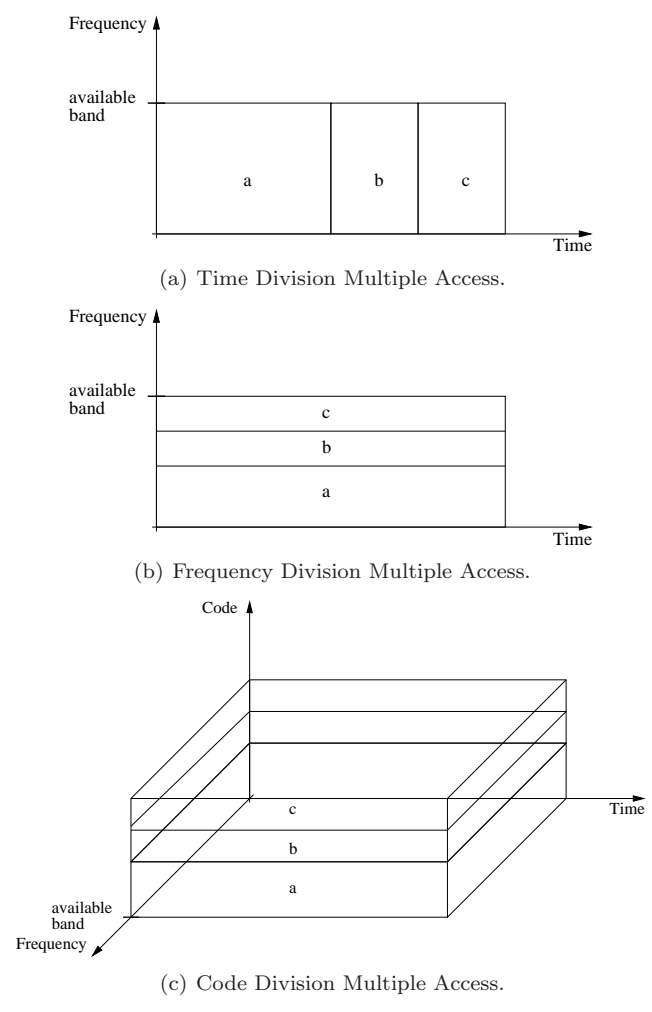 Frequency
available
band
a
b
c
Time
(a) Time Division Multiple Access.
Frequency
available
band
c
b
a
Time
(b) Frequency Division Multiple Access.
Code
Time
c
b
a
available
band
Frequency
(c) Code Division Multiple Access.